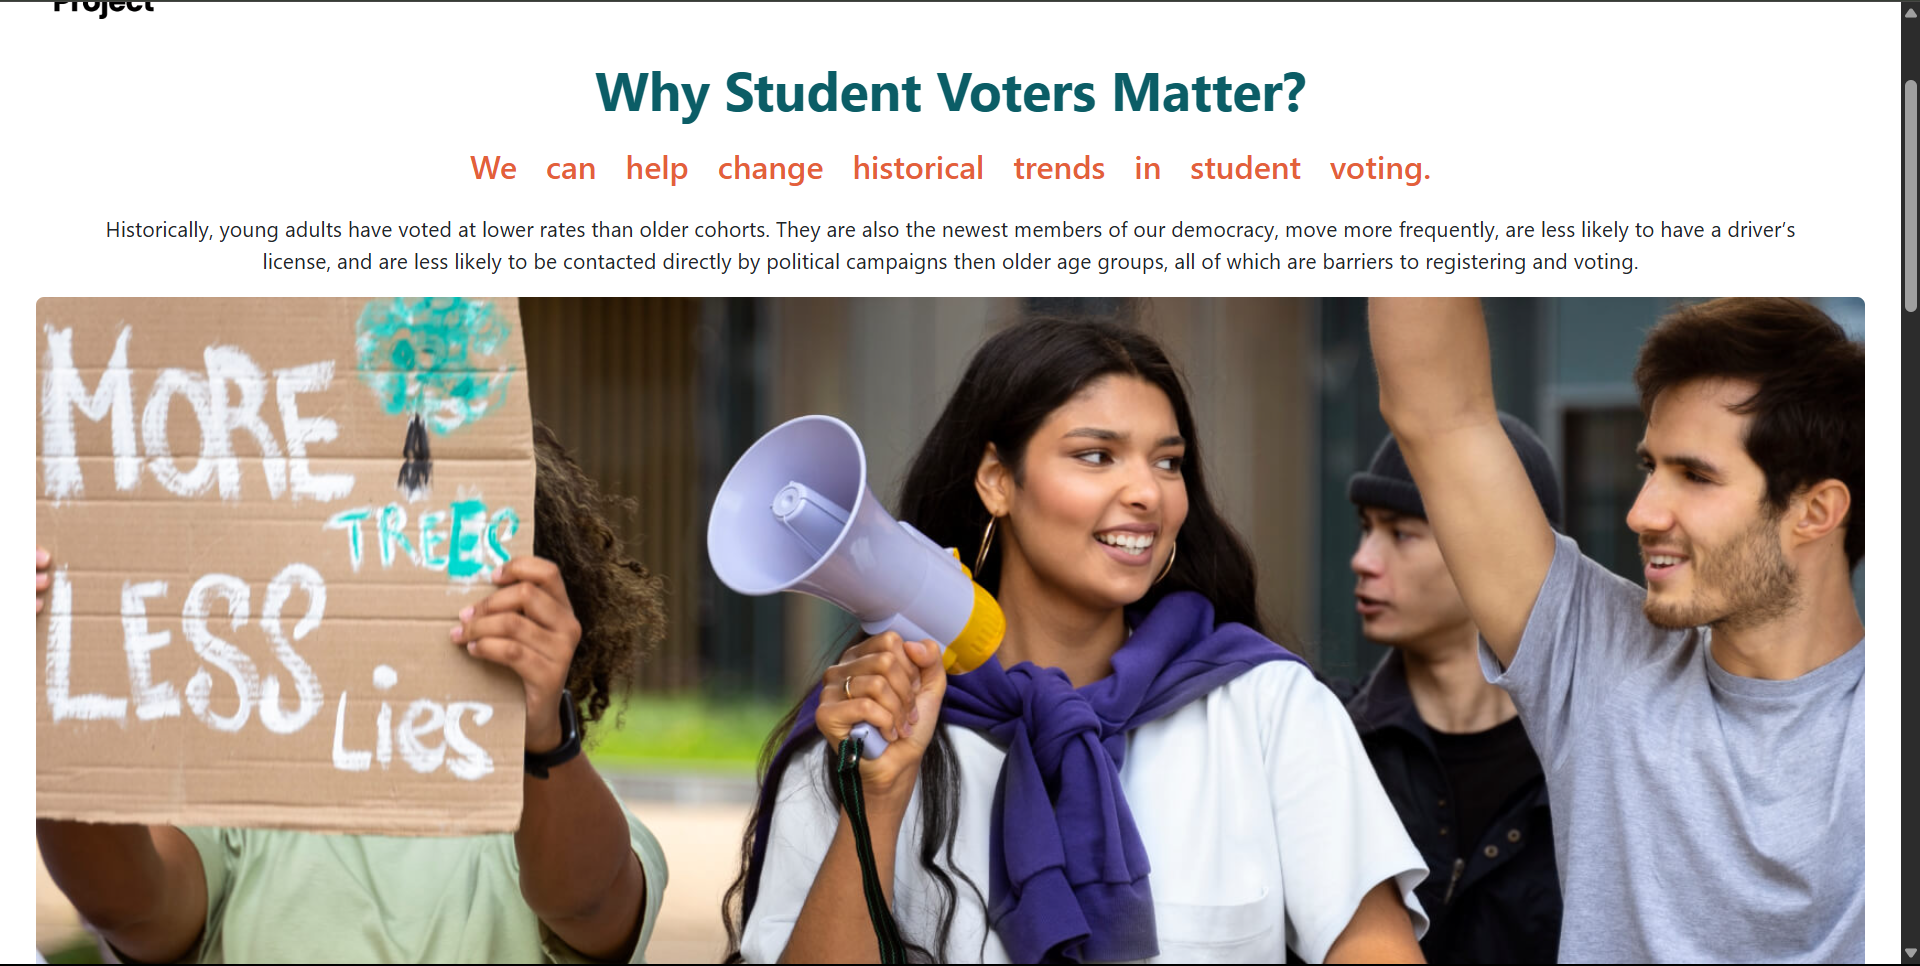 Project
Why Student Voters Matter?
We can help change historical trends in student voting.
Historically, young adults have voted at lower rates than older cohorts. They are also the newest members of our democracy, move more frequently, are less likely to have a driver’s
license, and are less likely to be contacted directly by political campaigns then older age groups, all of which are barriers to registering and voting.
MORE
TREES
LESS
Lies